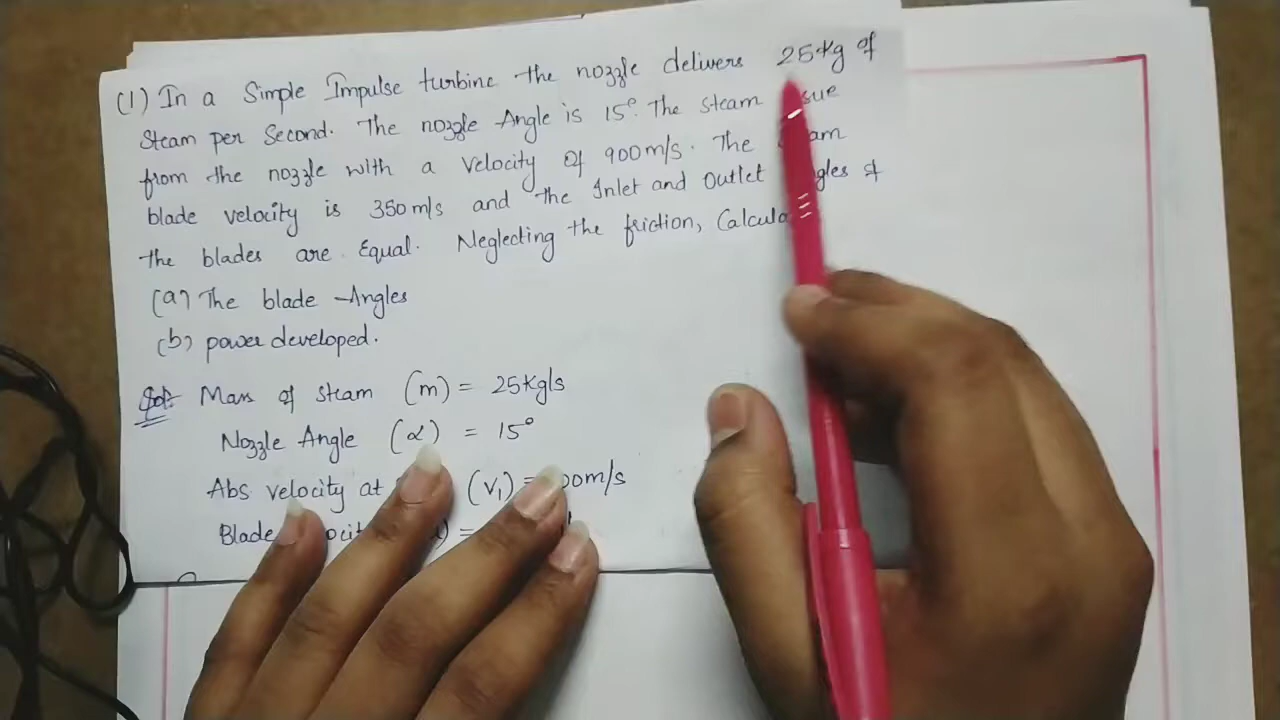 (1) In a Simple Impulse turbine the nozzle delivers 25kg of
Steam per Second. The nozzle Angle is 15°. The Steam
from the nozzle with a Velocity of 900m/s. The
blade velocity is 350m/s and the Inlet and Outlet
the blades are Equal. Neglecting the friction,
(a) The blade Angles
(b) power developed.
Sol:- Mass of steam (m) = 25Kg/s
Nozzle Angle (α) = 15°
Abs velocity at (V₁) = m/s
Blade